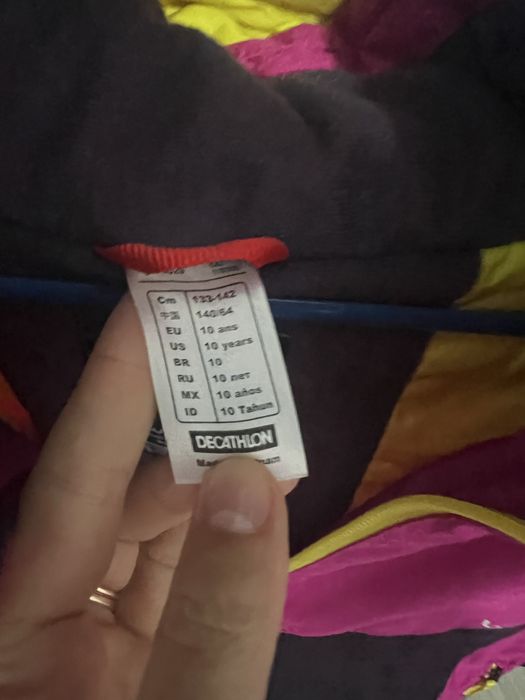 Cm 133-142
中国 140/64
EU 10 ans
US 10 years
BR 10
RU 10 лет
MX 10 años
ID 10 Tahun
DECATHLON